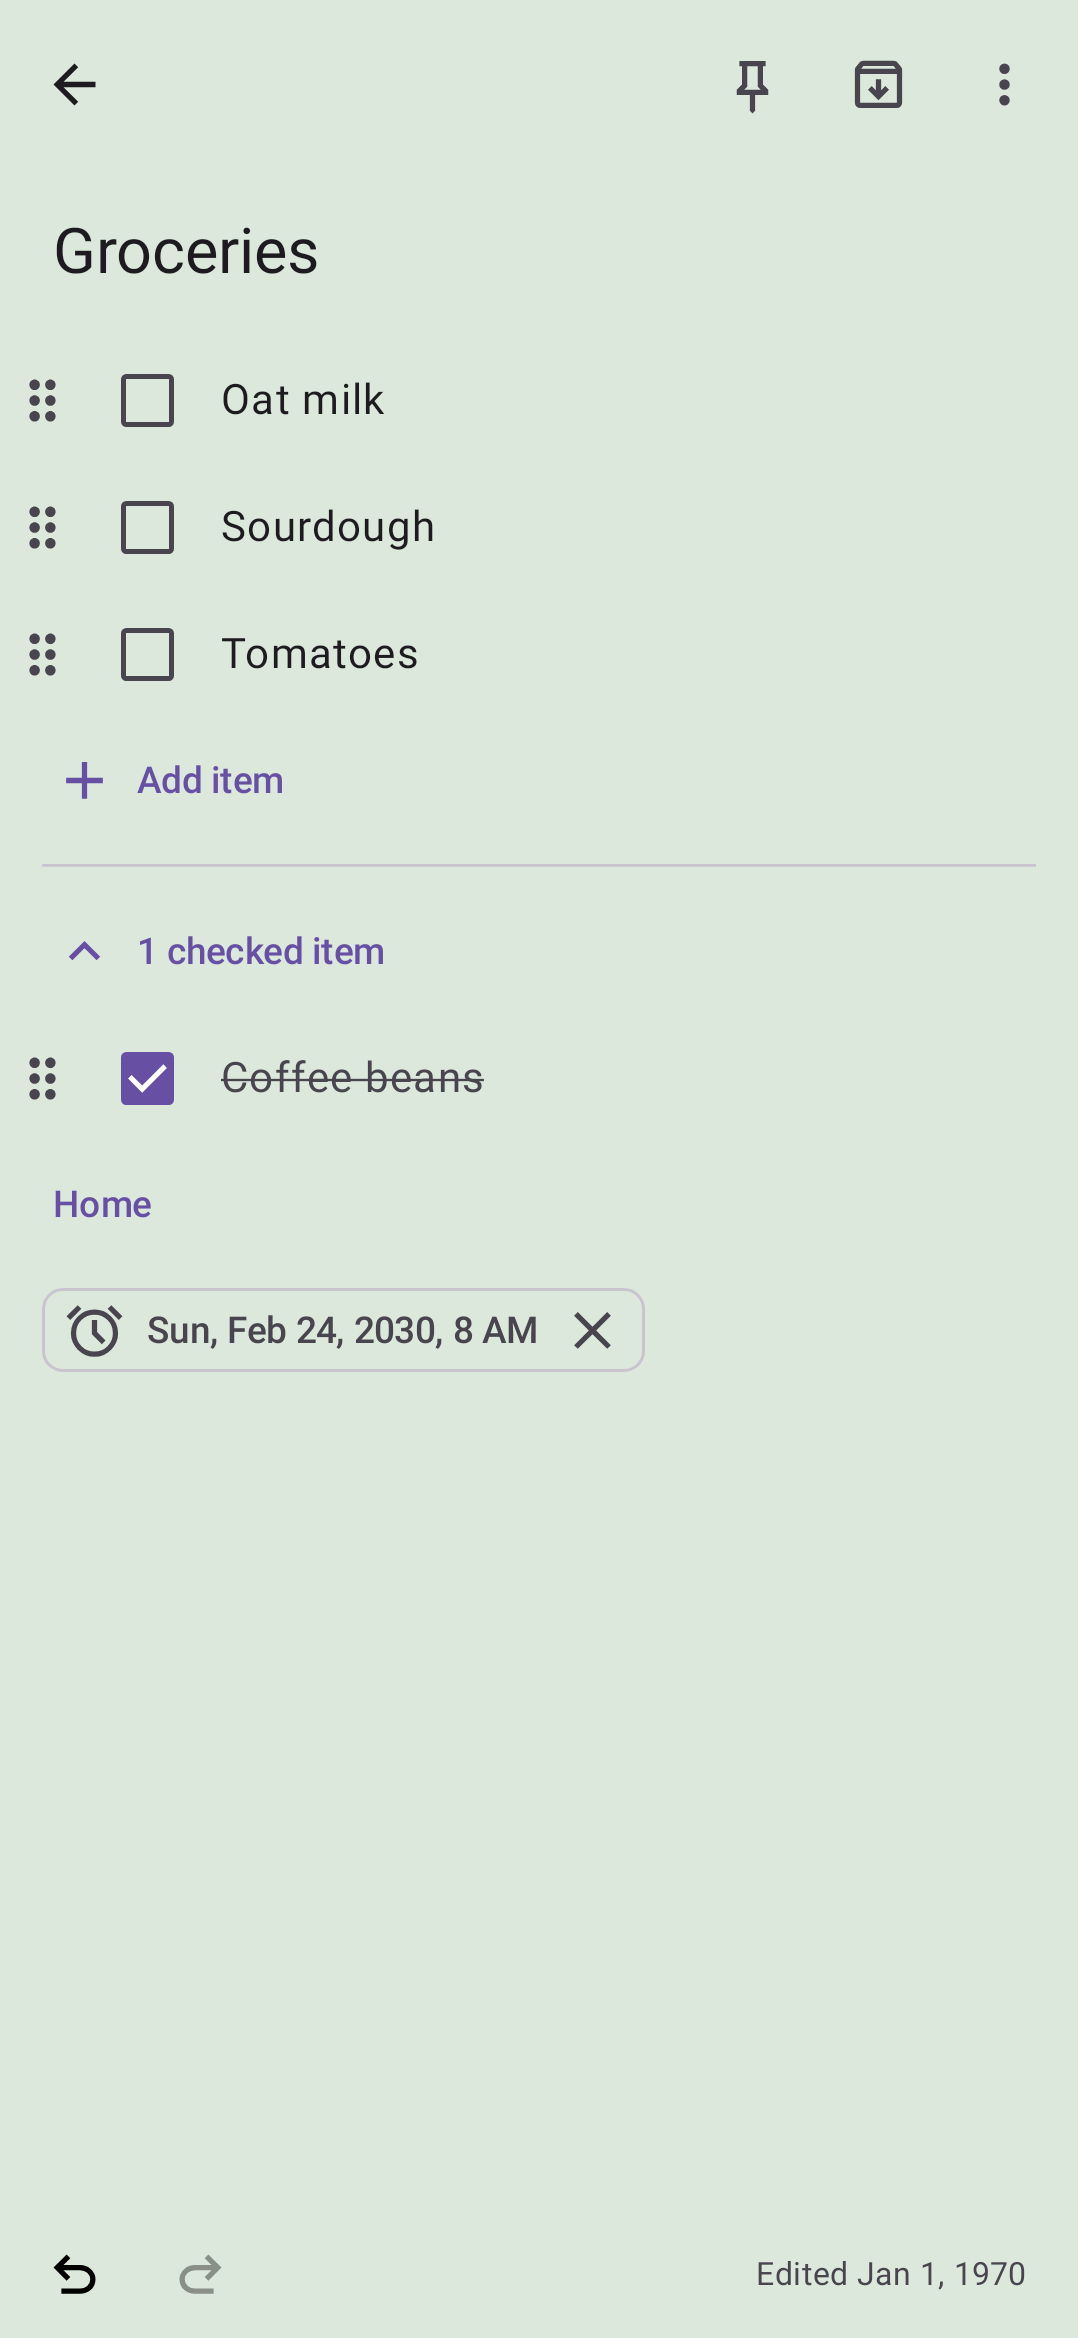 Groceries
Oat milk
Sourdough
Tomatoes
Add item
1 checked item
Coffee beans
Home
Sun, Feb 24, 2030, 8 AM
Edited Jan 1, 1970